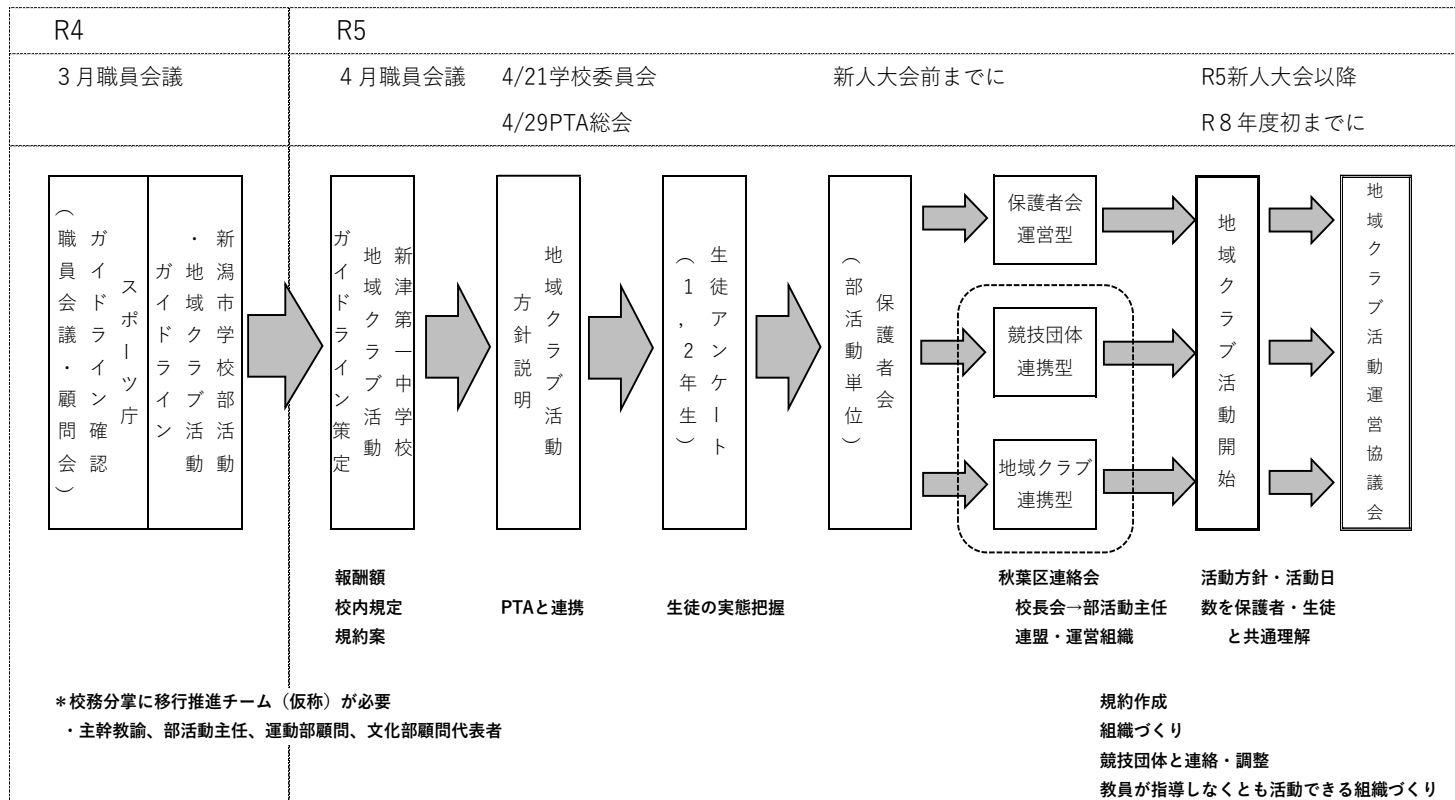 R4
R5
3月職員会議
4月職員会議
4/21学校委員会
4/29PTA総会
新人大会前までに
R5新人大会以降
R8年度初までに
新潟市学校部活動
・地域クラブ活動
ガイドライン
スポーツ庁
ガイドライン確認
(職員会議・顧問会)
新津第一中学校
地域クラブ活動
ガイドライン策定
地域クラブ活動
方針説明
生徒アンケート
(1,2年生)
保護者会
(部活動単位)
保護者会
運営型
競技団体
連携型
地域クラブ
連携型
地域クラブ活動開始
地域クラブ活動運営協議会
報酬額
校内規定
規約案
PTAと連携
生徒の実態把握
秋葉区連絡会
校長会→部活動主任
連盟・運営組織
活動方針・活動日
数を保護者・生徒
と共通理解
*校務分掌に移行推進チーム(仮称)が必要
・主幹教諭、部活動主任、運動部顧問、文化部顧問代表者
規約作成
組織づくり
競技団体と連絡・調整
教員が指導しなくとも活動できる組織づくり